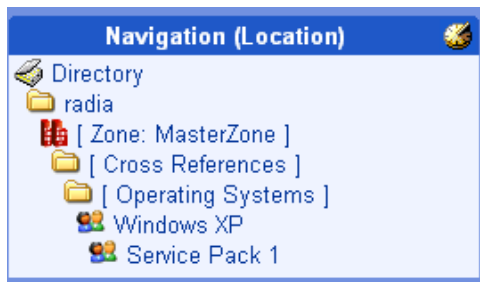 Navigation (Location)
Directory
radia
[ Zone: MasterZone ]
[ Cross References ]
[ Operating Systems ]
Windows XP
Service Pack 1